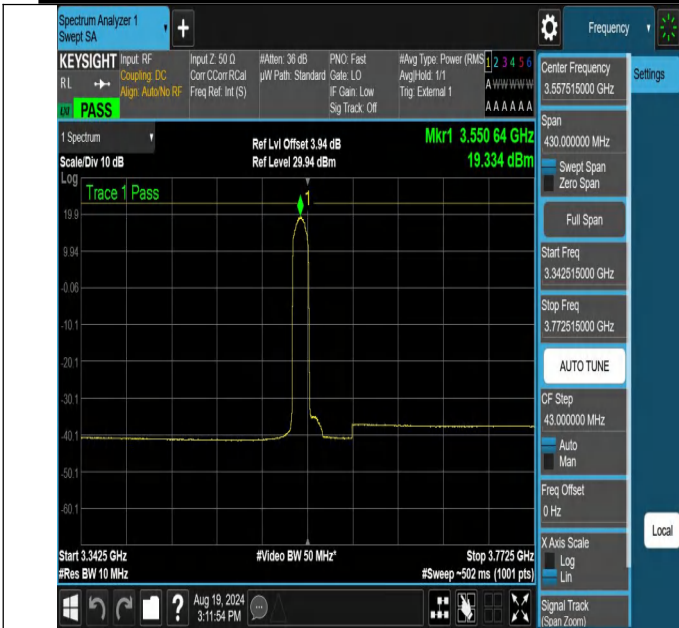 Spectrum Analyzer 1
Swept SA
+
Frequency
KEYSIGHT
RL
PASS
Input: RF
Coupling: DC
Align: Auto/No RF
Input Z: 50 Ω
Corr CCorr RCal
Freq Ref: Int (S)
#Atten: 36 dB
µW Path: Standard
PNO: Fast
Gate: LO
IF Gain: Low
Sig Track: Off
#Avg Type: Power (RMS
Avg|Hold: 1/1
Trig: External 1
1 2 3 4 5 6
A W W W W W
A A A A A A
1 Spectrum
Scale/Div 10 dB
Log
Ref Lvl Offset 3.94 dB
Ref Level 29.94 dBm
Mkr1 3.550 64 GHz
19.334 dBm
Trace 1 Pass
1
19.9
9.94
-0.06
-10.1
-20.1
-30.1
-40.1
-50.1
-60.1
Start 3.3425 GHz
#Res BW 10 MHz
#Video BW 50 MHz*
Stop 3.7725 GHz
#Sweep ~502 ms (1001 pts)
Aug 19, 2024
3:11:54 PM
Center Frequency
3.557515000 GHz
Settings
Span
430.000000 MHz
Swept Span
Zero Span
Full Span
Start Freq
3.342515000 GHz
Stop Freq
3.772515000 GHz
AUTO TUNE
CF Step
43.000000 MHz
Auto
Man
Freq Offset
0 Hz
Local
X Axis Scale
Log
Lin
Signal Track
(Span Zoom)